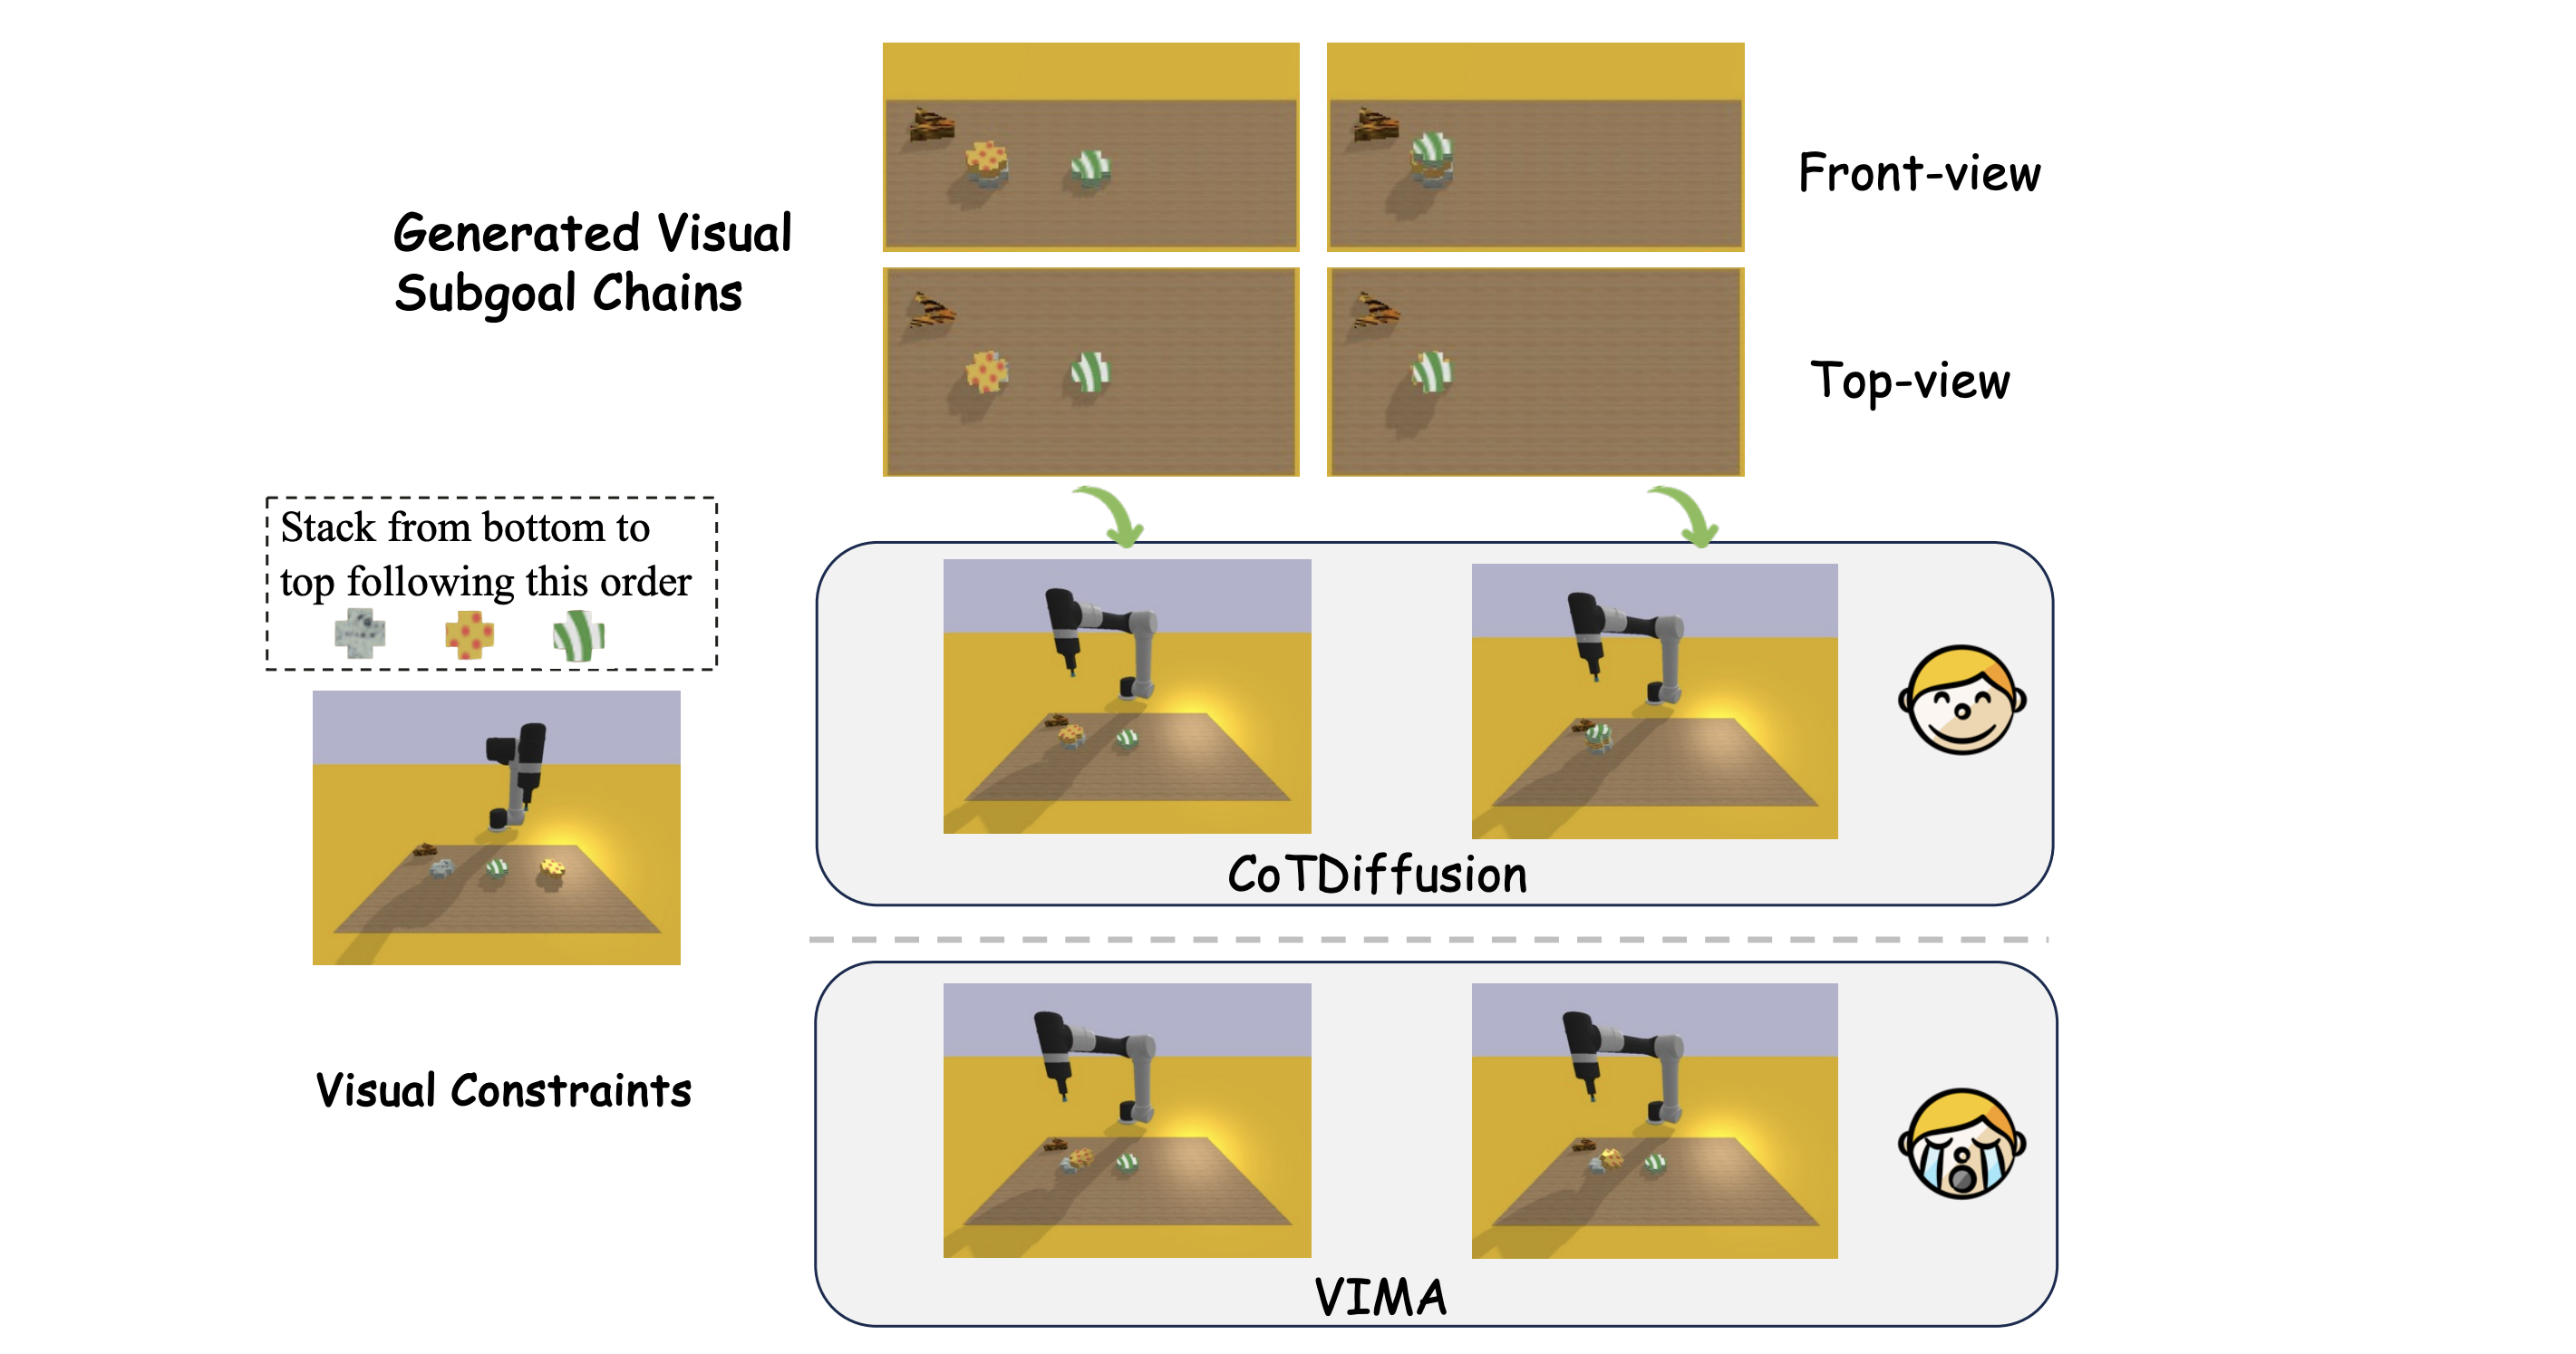 Front-view
Generated Visual
Subgoal Chains
Top-view
Stack from bottom to
top following this order
CoTDiffusion
Visual Constraints
VIMA